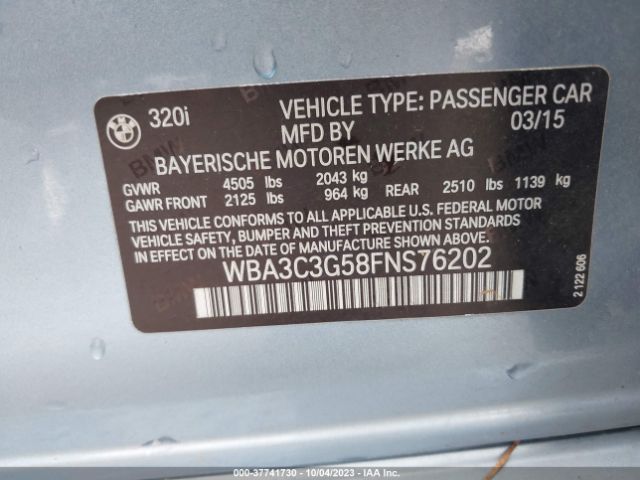 BMW
320i
VEHICLE TYPE: PASSENGER CAR
MFD BY 03/15
BAYERISCHE MOTOREN WERKE AG
GVWR 4505 lbs 2043 kg
GAWR FRONT 2125 lbs 964 kg REAR 2510 lbs 1139 kg
THIS VEHICLE CONFORMS TO ALL APPLICABLE U.S. FEDERAL MOTOR
VEHICLE SAFETY, BUMPER AND THEFT PREVENTION STANDARDS
IN EFFECT ON THE DATE OF MANUFACTURE SHOWN ABOVE.
WBA3C3G58FNS76202
2 122 606
000-37741730 - 10/04/2023 - IAA Inc.